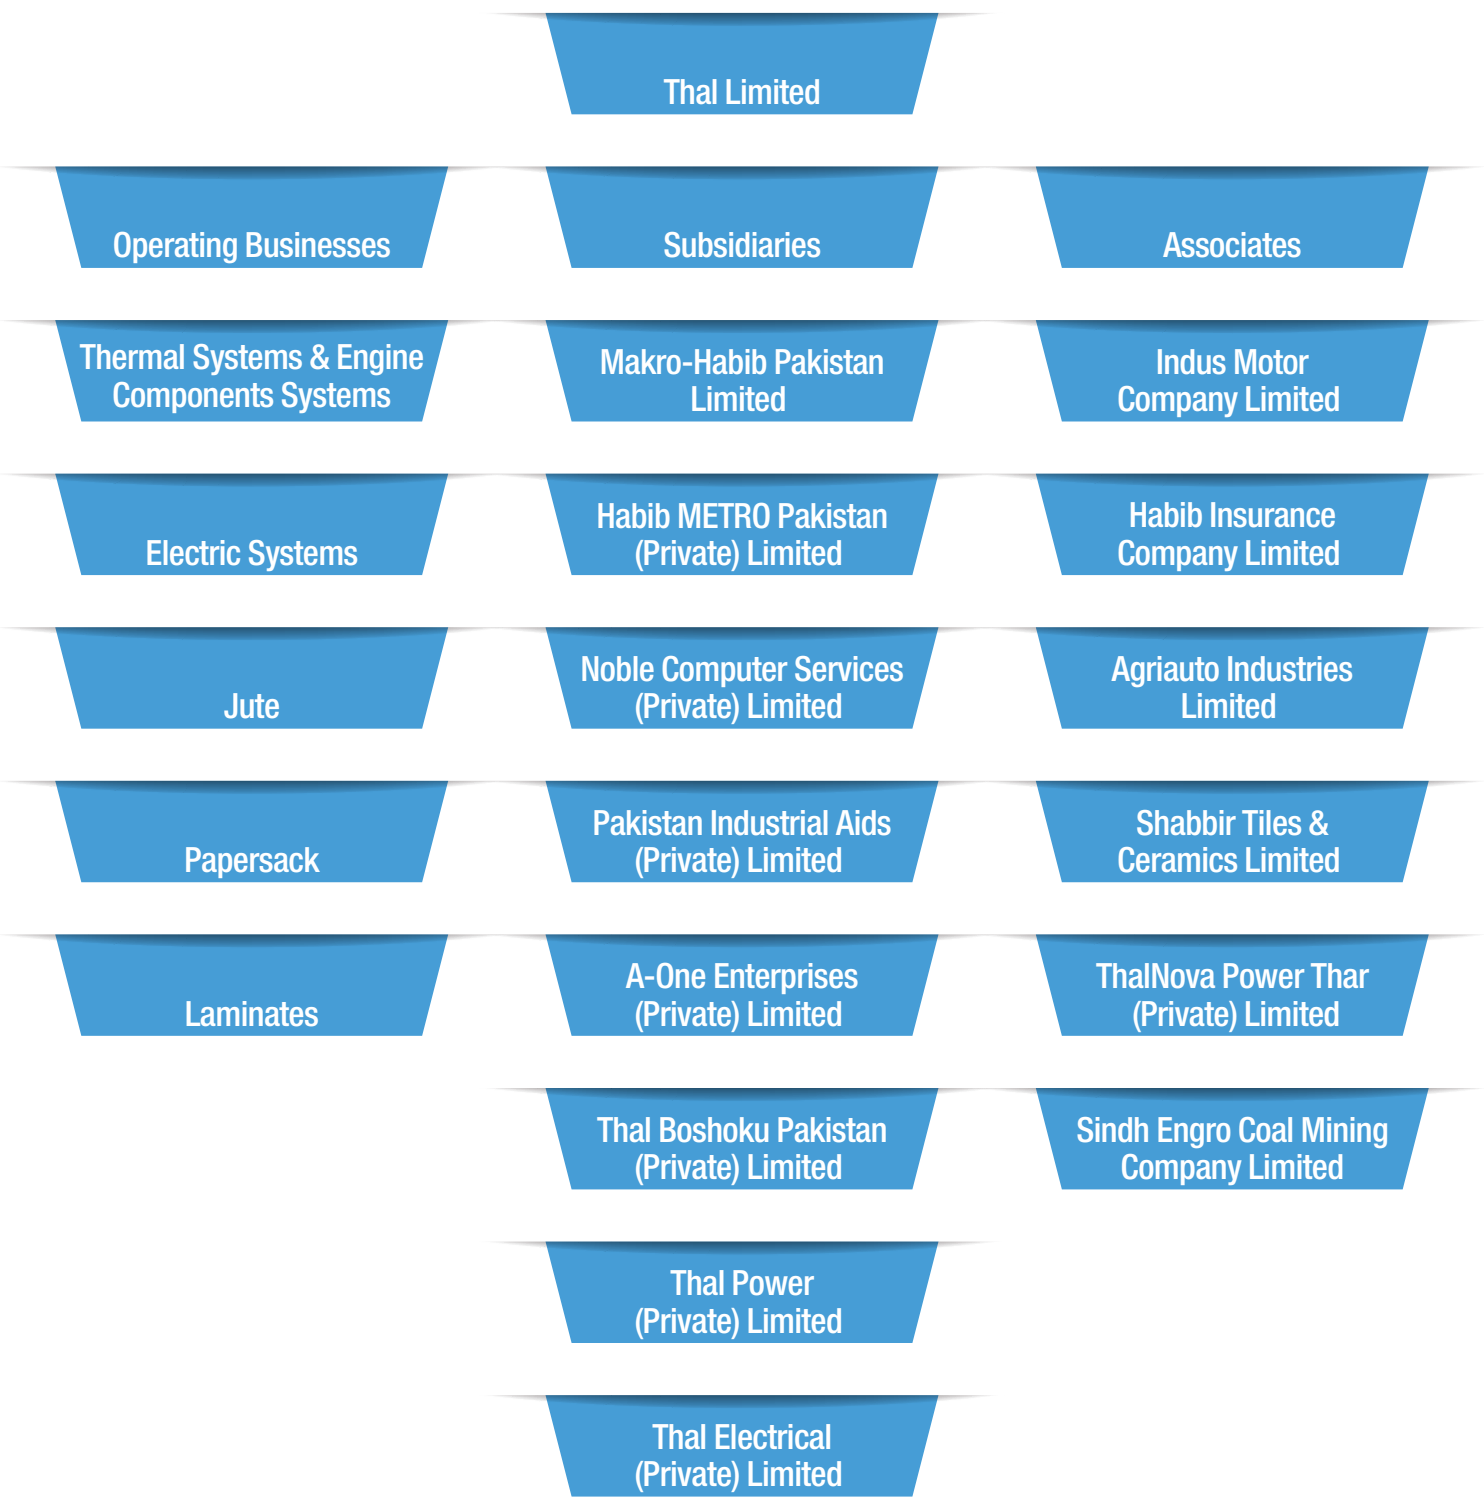 Thal Limited
Operating Businesses
Subsidiaries
Associates
Thermal Systems & Engine
Components Systems
Makro-Habib Pakistan
Limited
Indus Motor
Company Limited
Electric Systems
Habib METRO Pakistan
(Private) Limited
Habib Insurance
Company Limited
Jute
Noble Computer Services
(Private) Limited
Agriauto Industries
Limited
Papersack
Pakistan Industrial Aids
(Private) Limited
Shabbir Tiles &
Ceramics Limited
Laminates
A-One Enterprises
(Private) Limited
ThalNova Power Thar
(Private) Limited
Thal Boshoku Pakistan
(Private) Limited
Sindh Engro Coal Mining
Company Limited
Thal Power
(Private) Limited
Thal Electrical
(Private) Limited